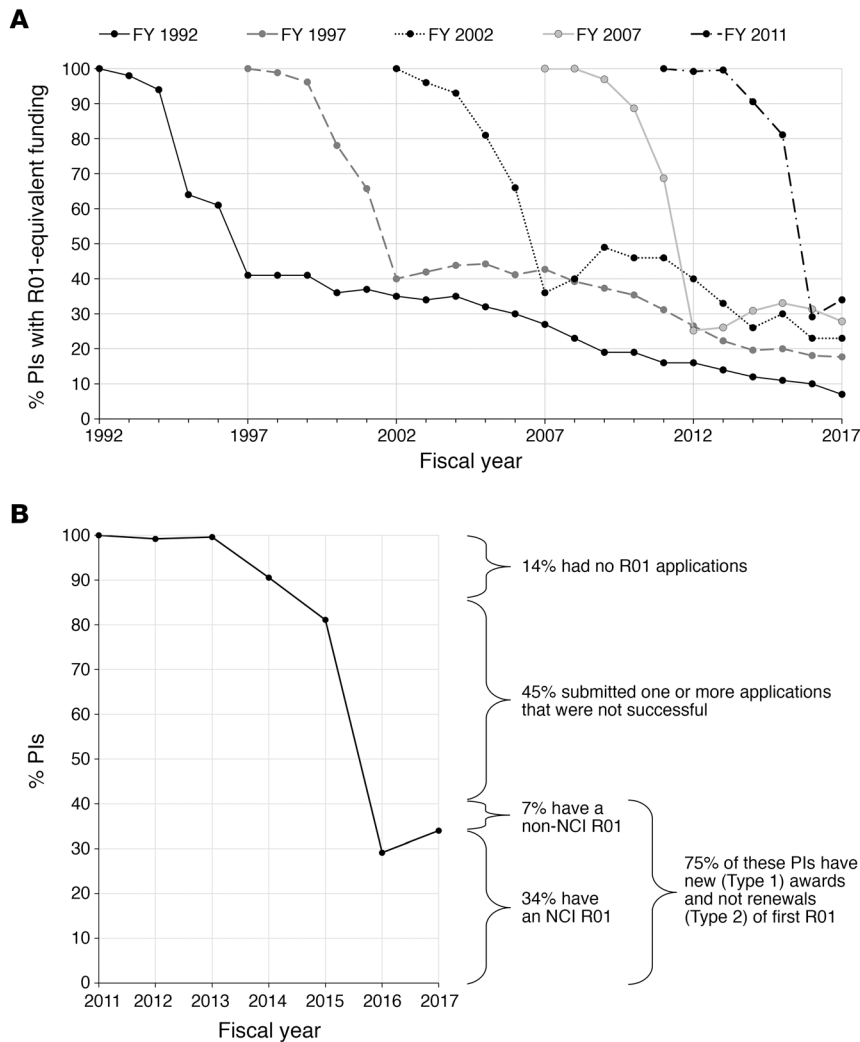 A
FY 1992 FY 1997 FY 2002 FY 2007 FY 2011
% PIs with R01-equivalent funding
100
90
80
70
60
50
40
30
20
10
0
1992 1997 2002 2007 2012 2017
Fiscal year
B
% PIs
100
90
80
70
60
50
40
30
20
10
0
2011 2012 2013 2014 2015 2016 2017
Fiscal year
14% had no R01 applications
45% submitted one or more applications
that were not successful
7% have a
non-NCI R01
34% have
an NCI R01
75% of these PIs have
new (Type 1) awards
and not renewals
(Type 2) of first R01